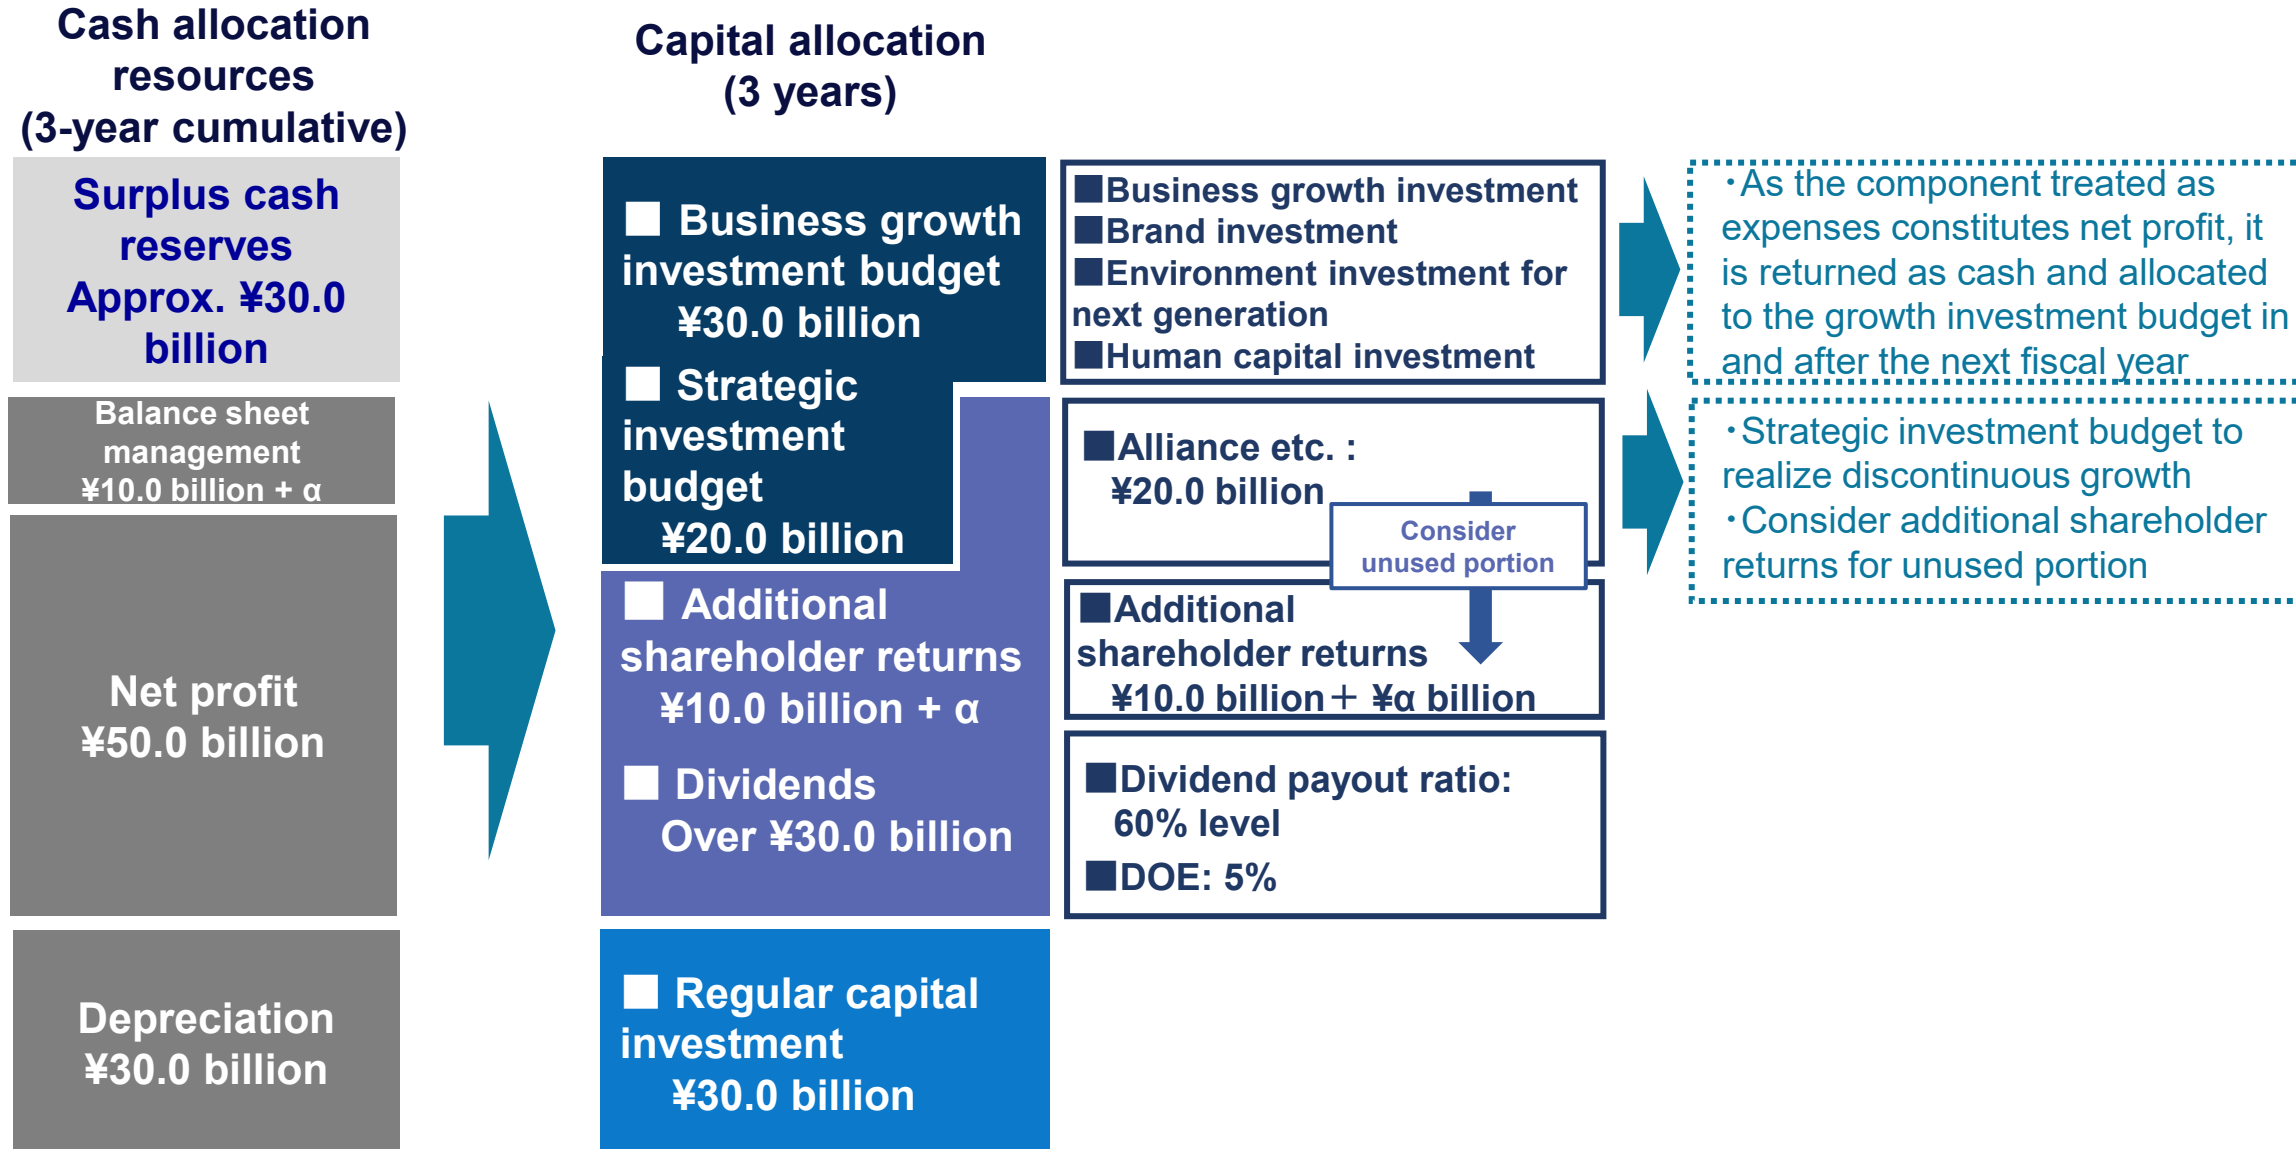 Cash allocation
resources
(3-year cumulative)
Surplus cash
reserves
Approx. ¥30.0
billion
Balance sheet
management
¥10.0 billion + α
Net profit
¥50.0 billion
Depreciation
¥30.0 billion
Capital allocation
(3 years)
■ Business growth
investment budget
¥30.0 billion
■ Strategic
investment
budget
¥20.0 billion
■ Additional
shareholder returns
¥10.0 billion + α
■ Dividends
Over ¥30.0 billion
■ Regular capital
investment
¥30.0 billion
■Business growth investment
■Brand investment
■Environment investment for
next generation
■Human capital investment
■Alliance etc. :
¥20.0 billion
Consider
unused portion
■Additional
shareholder returns
¥10.0 billion＋ ¥α billion
■Dividend payout ratio:
60% level
■DOE: 5%
・As the component treated as
expenses constitutes net profit, it
is returned as cash and allocated
to the growth investment budget in
and after the next fiscal year
・Strategic investment budget to
realize discontinuous growth
・Consider additional shareholder
returns for unused portion